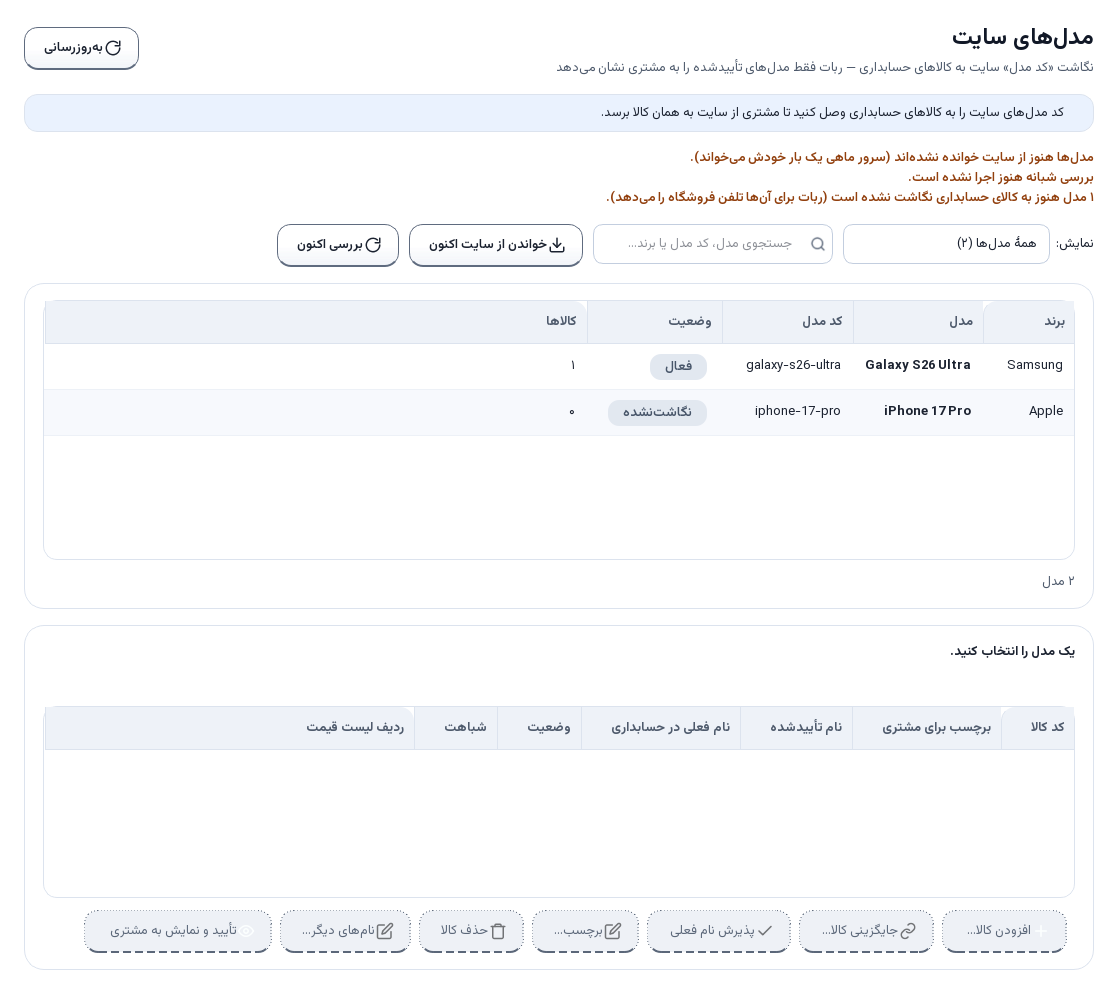 مدل‌های سایت
به‌روزرسانی
نگاشت «کد مدل» سایت به کالاهای حسابداری — ربات فقط مدل‌های تأییدشده را به مشتری نشان می‌دهد
کد مدل‌های سایت را به کالاهای حسابداری وصل کنید تا مشتری از سایت به همان کالا برسد.
مدل‌ها هنوز از سایت خوانده نشده‌اند (سرور ماهی یک بار خودش می‌خواند).
بررسی شبانه هنوز اجرا نشده است.
۱ مدل هنوز به کالای حسابداری نگاشت نشده است (ربات برای آن‌ها تلفن فروشگاه را می‌دهد).
نمایش: همهٔ مدل‌ها (۲) جستجوی مدل، کد مدل یا برند... خواندن از سایت اکنون بررسی اکنون
برند مدل کد مدل وضعیت کالاها
Samsung Galaxy S26 Ultra galaxy-s26-ultra فعال ۱
Apple iPhone 17 Pro iphone-17-pro نگاشت‌نشده ۰
۲ مدل
یک مدل را انتخاب کنید.
کد کالا برچسب برای مشتری نام تأییدشده نام فعلی در حسابداری وضعیت شباهت ردیف لیست قیمت
افزودن کالا... جایگزینی کالا... پذیرش نام فعلی برچسب... حذف کالا نام‌های دیگر... تأیید و نمایش به مشتری